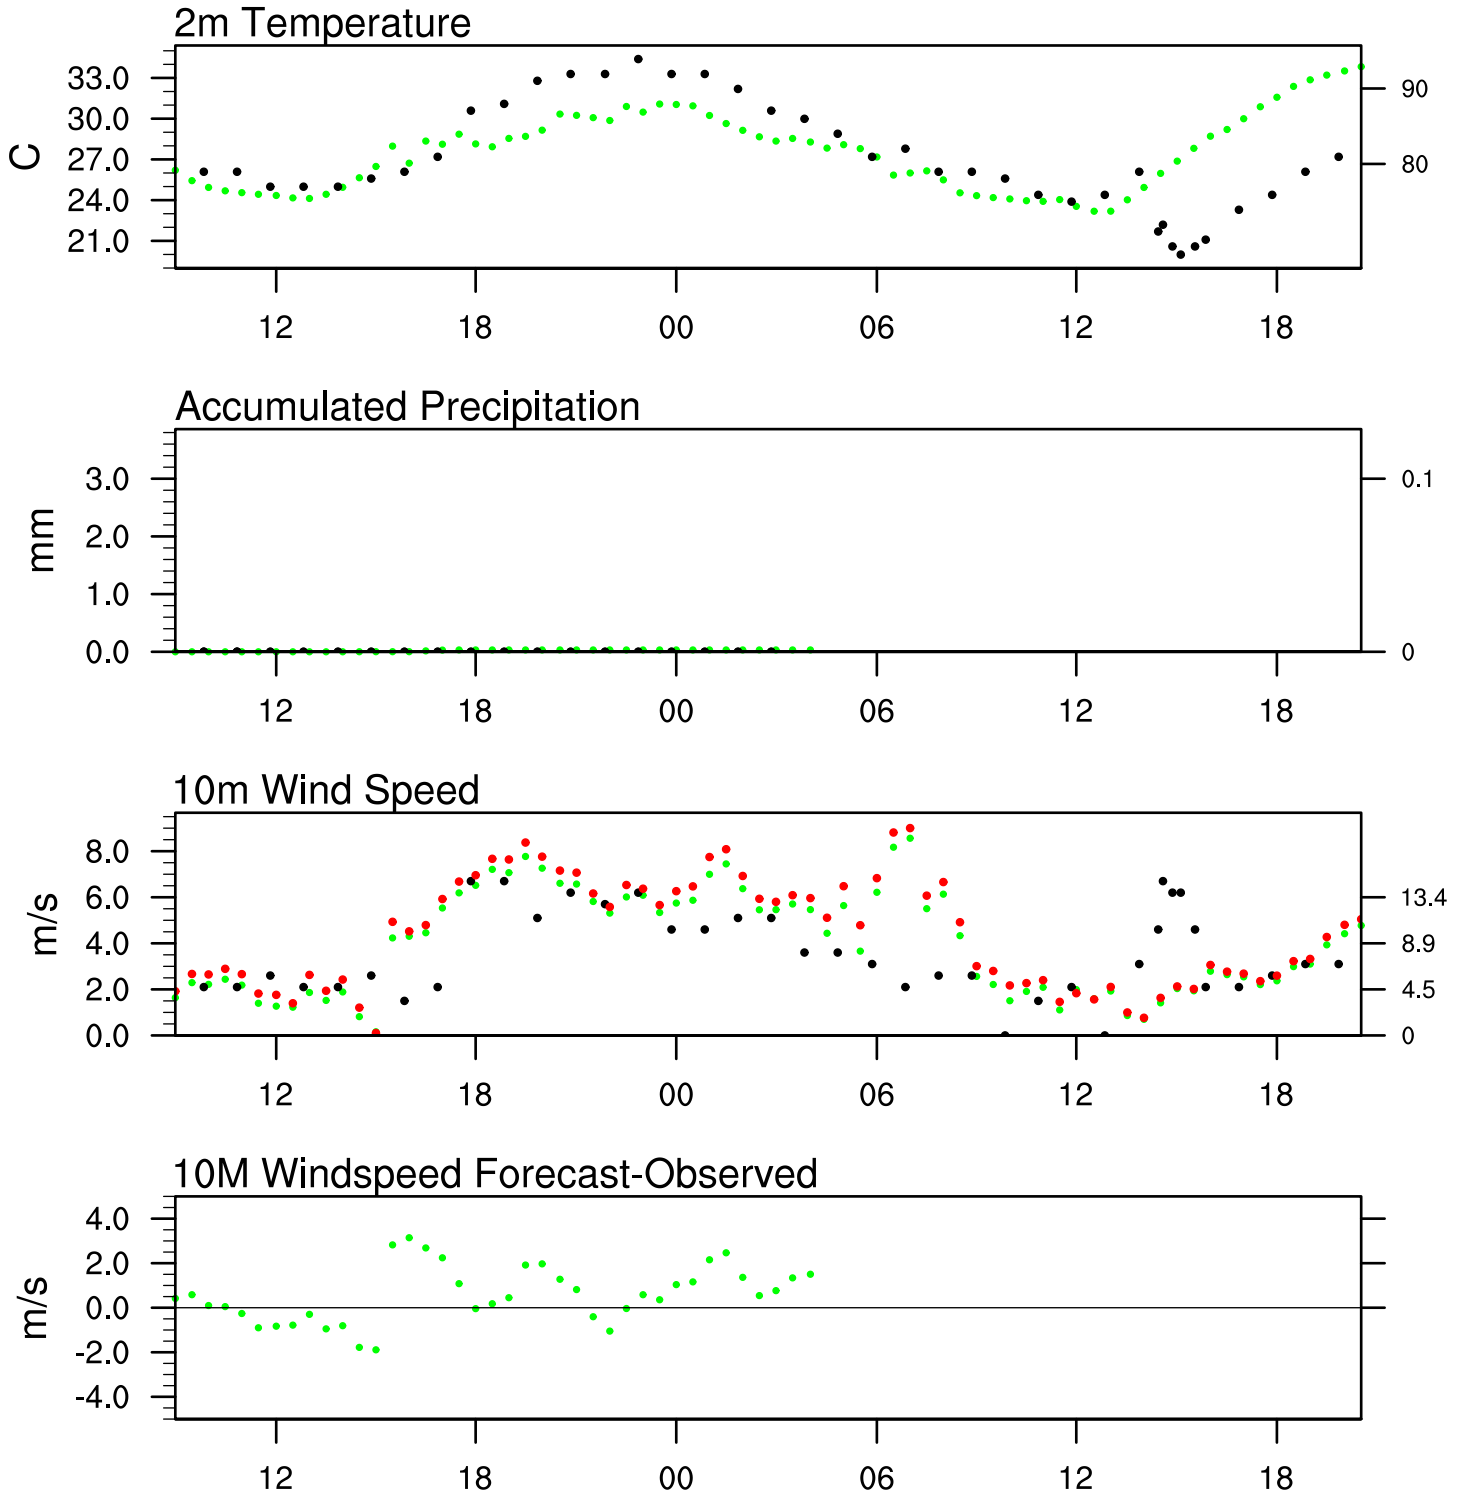 2m Temperature
33.0
30.0
27.0
24.0
21.0
C
90
80
12 18 00 06 12 18
Accumulated Precipitation
3.0
2.0
1.0
0.0
mm
0.1
0
12 18 00 06 12 18
10m Wind Speed
8.0
6.0
4.0
2.0
0.0
m/s
13.4
8.9
4.5
0
12 18 00 06 12 18
10M Windspeed Forecast-Observed
4.0
2.0
0.0
-2.0
-4.0
m/s
12 18 00 06 12 18